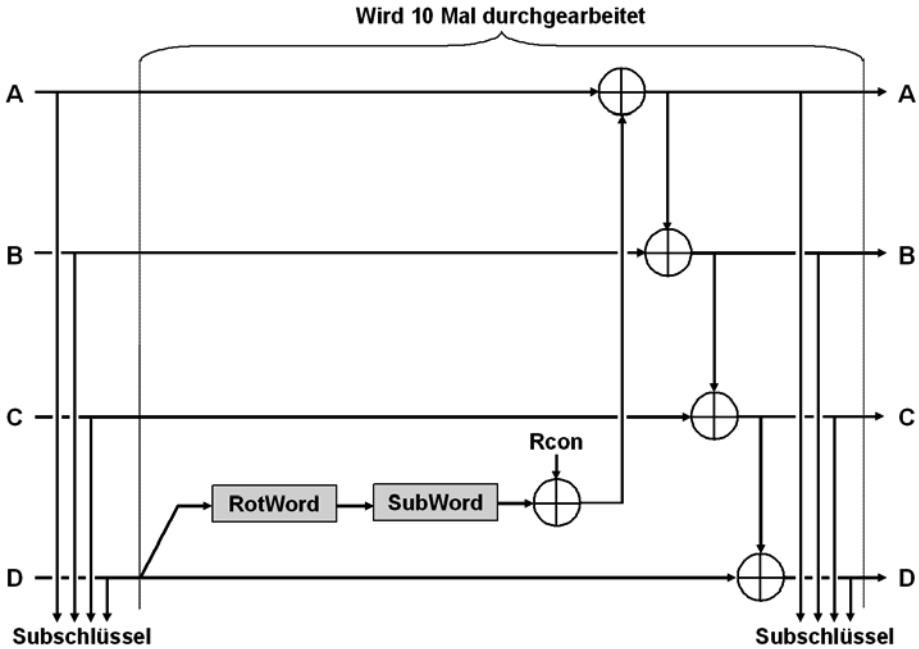 Wird 10 Mal durchgearbeitet
A A
B B
C C
Rcon
RotWord SubWord
D D
Subschlüssel Subschlüssel